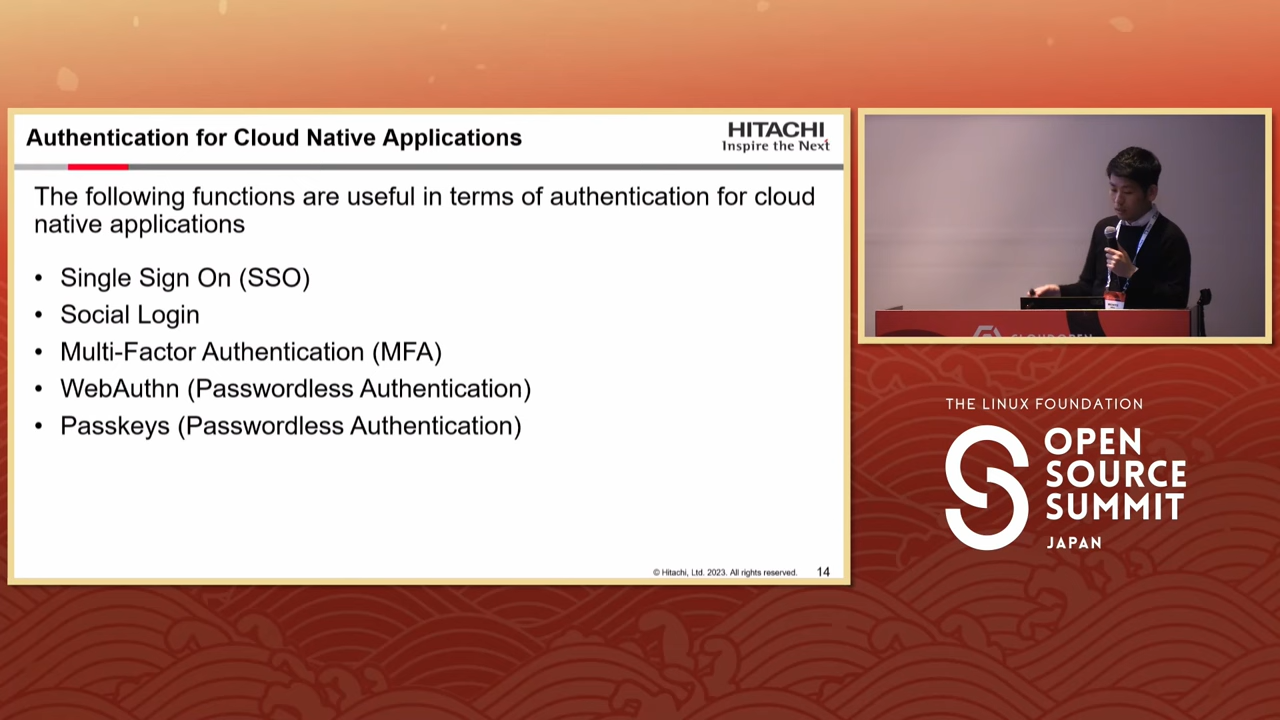 Authentication for Cloud Native Applications
HITACHI
Inspire the Next
The following functions are useful in terms of authentication for cloud
native applications
• Single Sign On (SSO)
• Social Login
• Multi-Factor Authentication (MFA)
• WebAuthn (Passwordless Authentication)
• Passkeys (Passwordless Authentication)
© Hitachi, Ltd. 2023. All rights reserved.
14
CLOUDOPEN
THE LINUX FOUNDATION
OPEN
SOURCE
SUMMIT
JAPAN